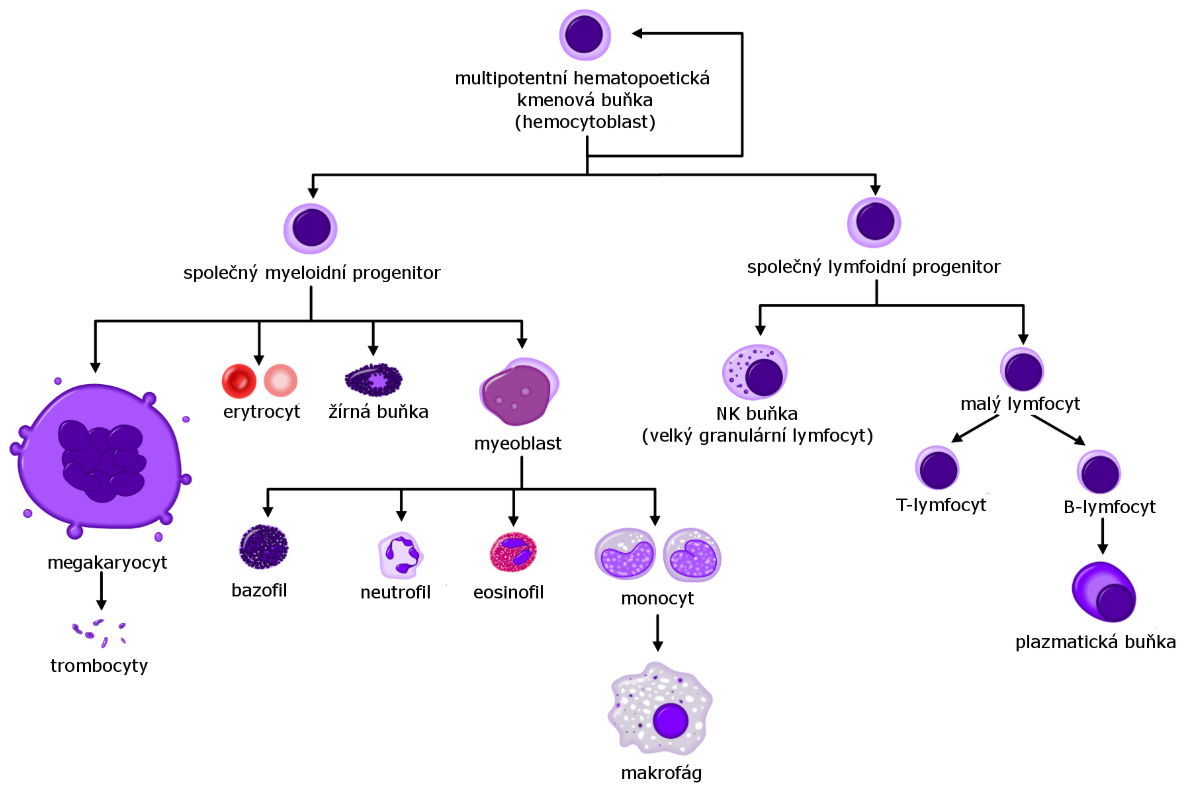 multipotentní hematopoetická
kmenová buňka
(hemocytoblast)
společný myeloidní progenitor
společný lymfoidní progenitor
erytrocyt
žírná buňka
myeoblast
NK buňka
(velký granulární lymfocyt)
malý lymfocyt
T-lymfocyt
B-lymfocyt
megakaryocyt
bazofil
neutrofil
eosinofil
monocyt
plazmatická buňka
trombocyty
makrofág